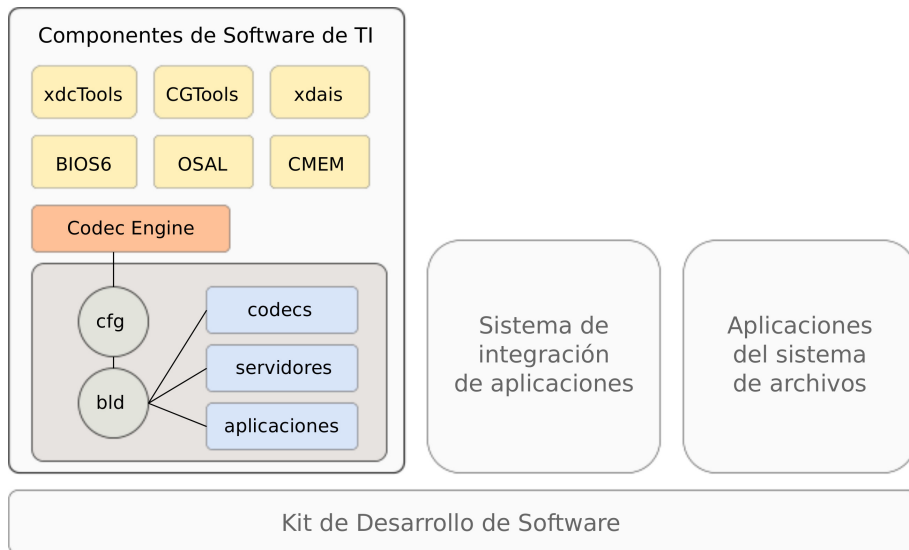 Componentes de Software de TI
xdcTools
CGTools
xdais
BIOS6
OSAL
CMEM
Codec Engine
cfg
bld
codecs
servidores
aplicaciones
Sistema de
integración
de aplicaciones
Aplicaciones
del sistema
de archivos
Kit de Desarrollo de Software